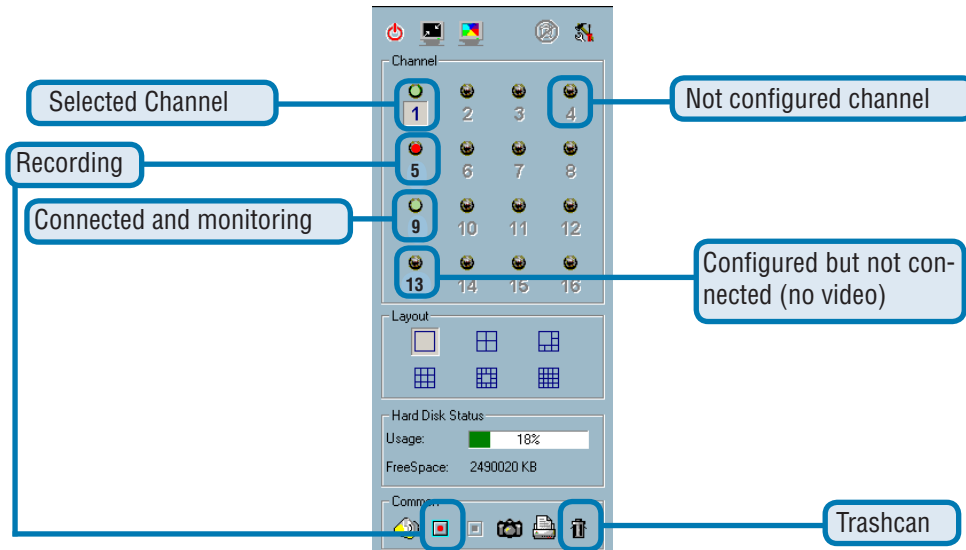 Channel
Selected Channel
Not configured channel
1 2 3 4
Recording
5 6 7 8
Connected and monitoring
9 10 11 12
Configured but not con-
nected (no video)
13 14 15 16
Layout
Hard Disk Status
Usage: 18%
FreeSpace: 2490020 KB
Common
Trashcan